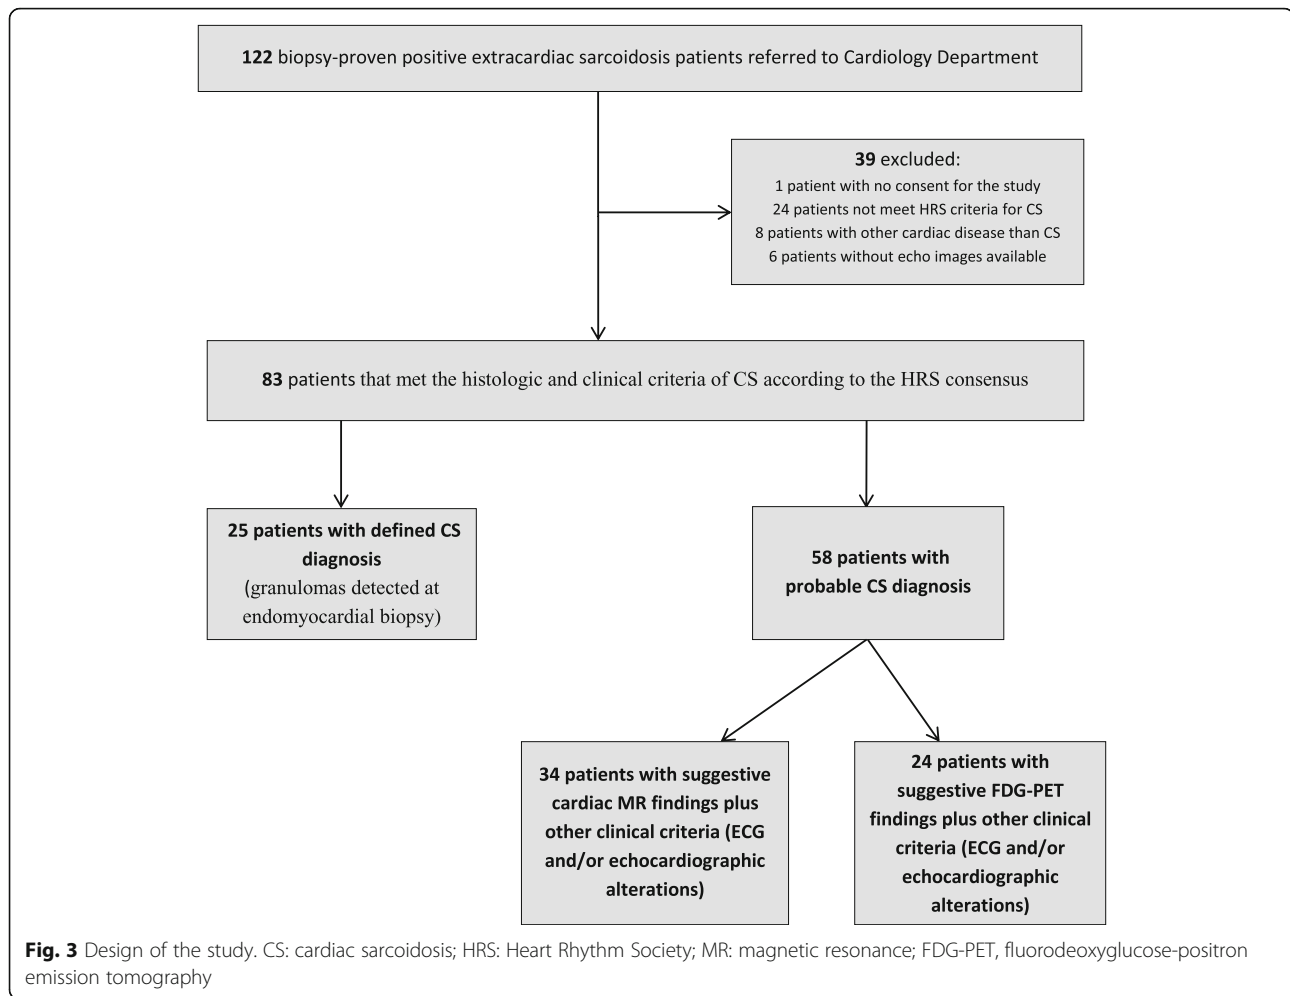 122 biopsy-proven positive extracardiac sarcoidosis patients referred to Cardiology Department
39 excluded:
1 patient with no consent for the study
24 patients not meet HRS criteria for CS
8 patients with other cardiac disease than CS
6 patients without echo images available
83 patients that met the histologic and clinical criteria of CS according to the HRS consensus
25 patients with defined CS
diagnosis
(granulomas detected at
endomyocardial biopsy)
58 patients with
probable CS diagnosis
34 patients with suggestive
cardiac MR findings plus
other clinical criteria (ECG
and/or echocardiographic
alterations)
24 patients with
suggestive FDG-PET
findings plus other clinical
criteria (ECG and/or
echocardiographic
alterations)
Fig. 3 Design of the study. CS: cardiac sarcoidosis; HRS: Heart Rhythm Society; MR: magnetic resonance; FDG-PET, fluorodeoxyglucose-positron
emission tomography